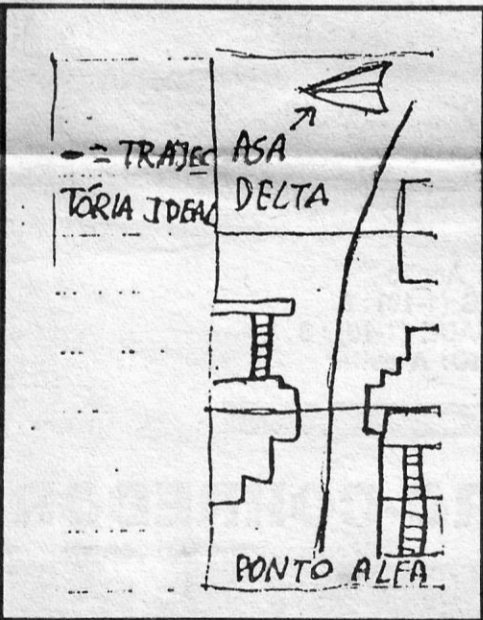 - = TRAJEC
TÓRIA IDEAL
ASA
DELTA
PONTO ALFA